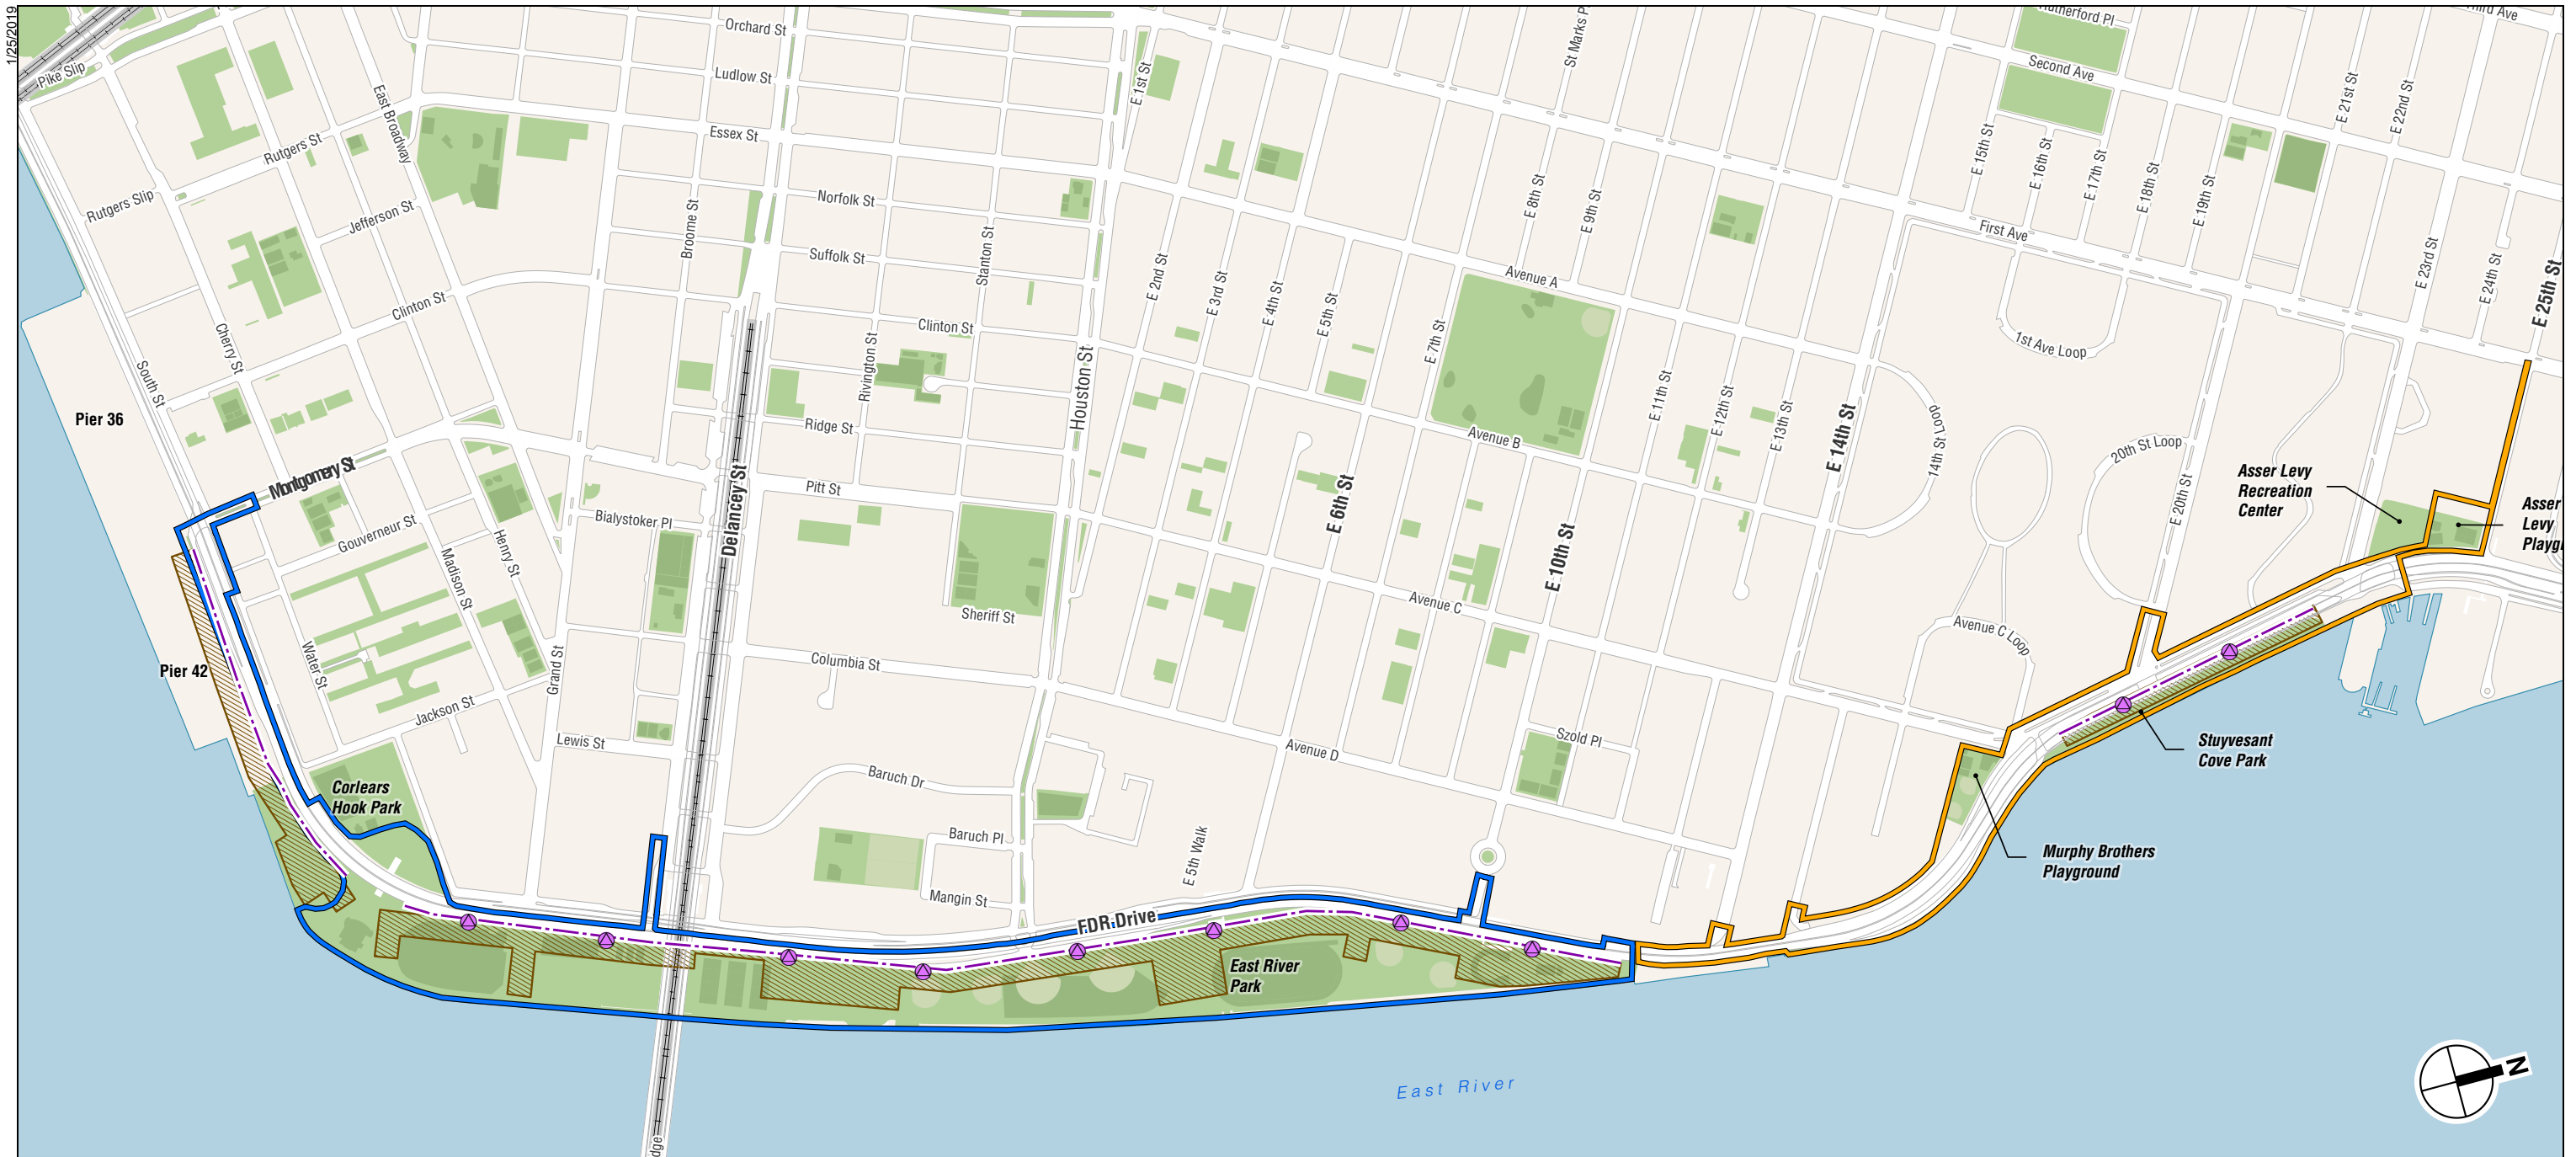 1/25/2019
Pike Slip
Orchard St
Ludlow St
Essex St
East Broadway
Rutgers St
Rutgers Slip
Jefferson St
Norfolk St
Broome St
Suffolk St
Stanton St
Clinton St
Clinton St
Cherry St
South St
Rivington St
Houston St
Ridge St
Pier 36
Montgomery St
Pitt St
Delancey St
Bialystoker Pl
Gouverneur St
Henry St
Madison St
Sheriff St
Water St
Pier 42
Grand St
Columbia St
Jackson St
Lewis St
Baruch Dr
Corlears
Hook Park
Baruch Pl
Mangin St
E 5th Walk
FDR Drive
East River
Park
East River
E 1st St
St Marks P
Rutherford Pl
Third Ave
Second Ave
E 21st St
E 22nd St
E 15th St
E 16th St
E 17th St
E 18th St
E 19th St
E 8th St
E 9th St
First Ave
E 2nd St
E 3rd St
E 4th St
E 5th St
E 7th St
Avenue A
E 23rd St
E 24th St
E 25th St
1st Ave Loop
E 11th St
E 12th St
E 13th St
E 14th St
14th St Loop
Avenue B
20th St Loop
E 20th St
E 6th St
E 10th St
Asser Levy
Recreation
Center
Asser
Levy
Avenue C
Avenue C Loop
Szold Pl
Avenue D
Stuyvesant
Cove Park
Murphy Brothers
Playground
N